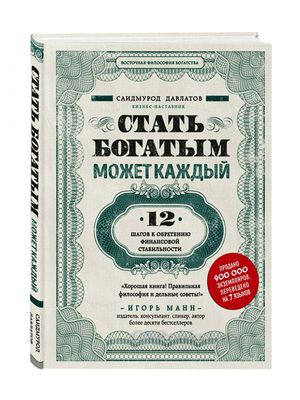 ВОСТОЧНАЯ ФИЛОСОФИЯ БОГАТСТВА
САИДМУРОД ДАВЛАТОВ
БИЗНЕС-НАСТАВНИК
СТАТЬ
БОГАТЫМ
МОЖЕТ КАЖДЫЙ
12
ШАГОВ К ОБРЕТЕНИЮ
ФИНАНСОВОЙ
СТАБИЛЬНОСТИ
ПРОДАНО
900 000
ЭКЗЕМПЛЯРОВ,
ПЕРЕВЕДЕНО
НА 7 ЯЗЫКОВ
«Хорошая книга! Правильная
философия и дельные советы!»
ИГОРЬ МАНН
издатель, консультант, спикер, автор
более десяти бестселлеров
СТАТЬ БОГАТЫМ
МОЖЕТ КАЖДЫЙ
САИДМУРОД
ДАВЛАТОВ